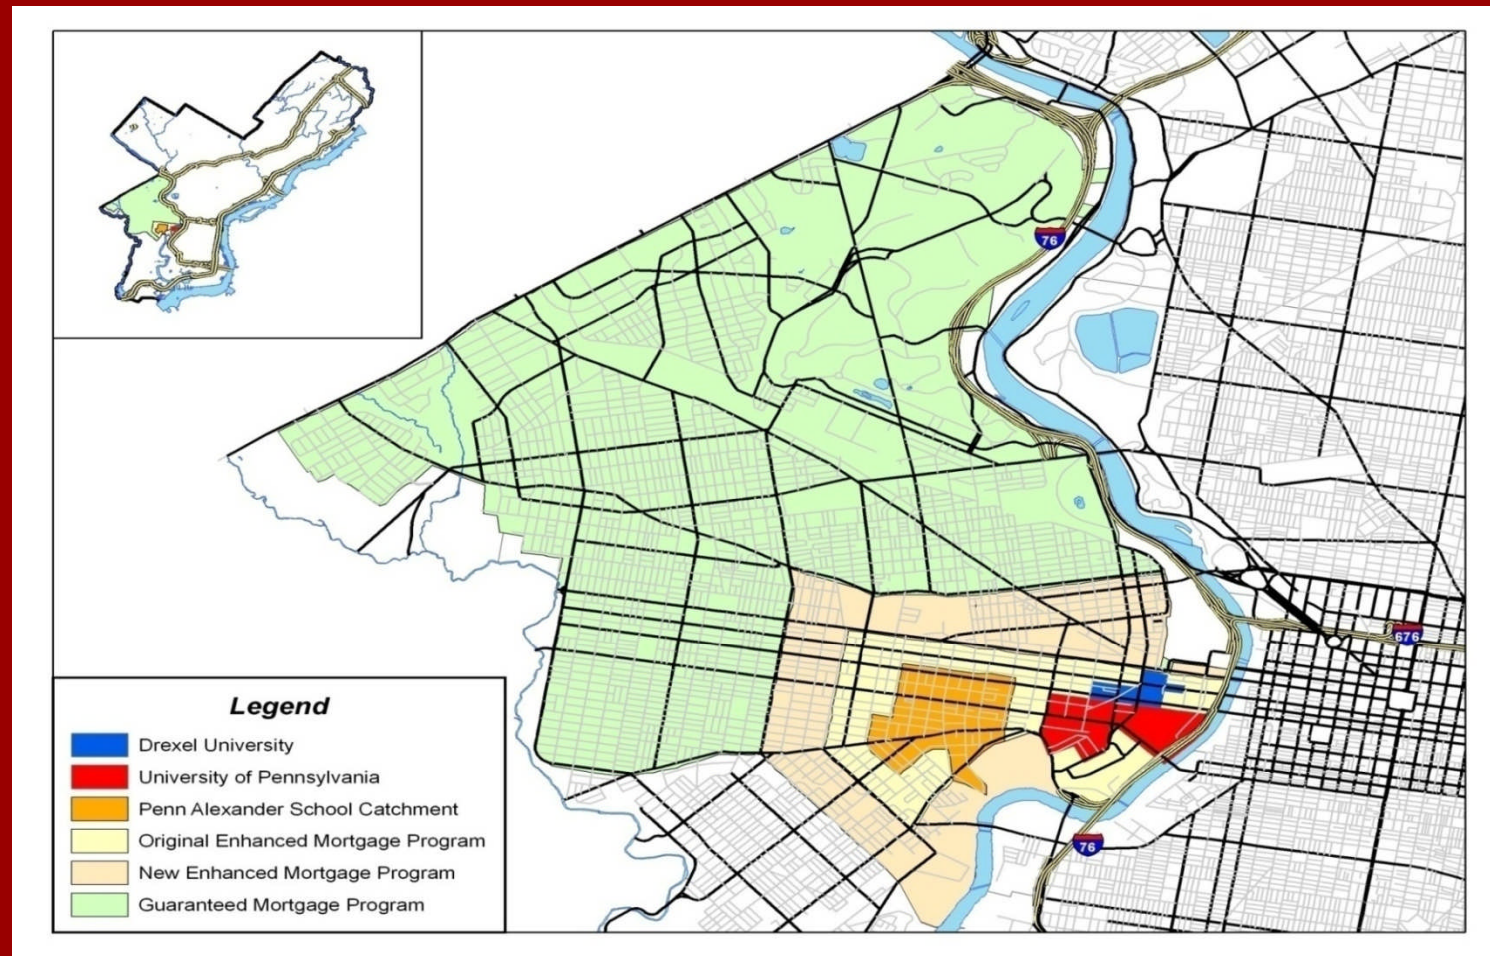 76
676
76
Legend
Drexel University
University of Pennsylvania
Penn Alexander School Catchment
Original Enhanced Mortgage Program
New Enhanced Mortgage Program
Guaranteed Mortgage Program